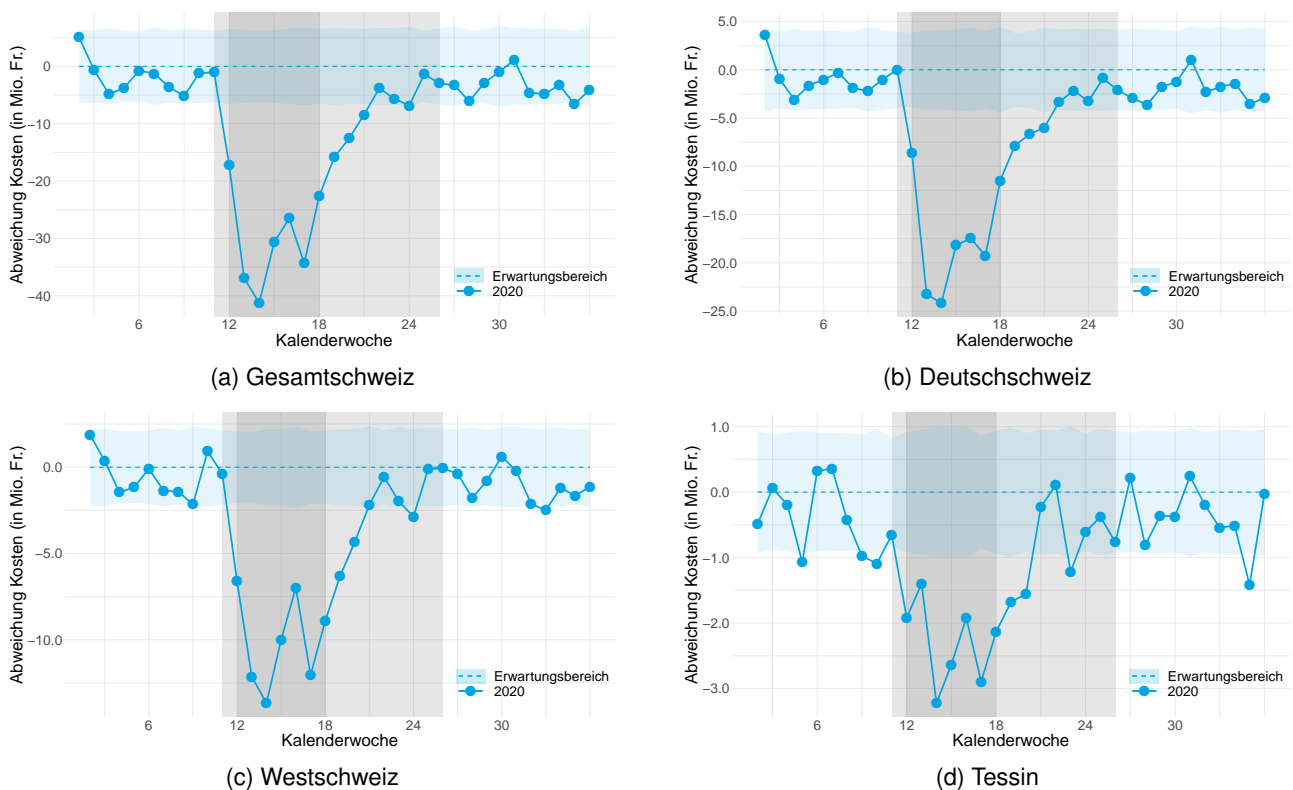 Abweichung Kosten (in Mio. Fr.)
0
−10
−20
−30
−40
6
12
18
24
30
Kalenderwoche
Erwartungsbereich
2020
(a) Gesamtschweiz
Abweichung Kosten (in Mio. Fr.)
5.0
0.0
−5.0
−10.0
−15.0
−20.0
−25.0
6
12
18
24
30
Kalenderwoche
Erwartungsbereich
2020
(b) Deutschschweiz
Abweichung Kosten (in Mio. Fr.)
0.0
−5.0
−10.0
6
12
18
24
30
Kalenderwoche
Erwartungsbereich
2020
(c) Westschweiz
Abweichung Kosten (in Mio. Fr.)
1.0
0.0
−1.0
−2.0
−3.0
6
12
18
24
30
Kalenderwoche
Erwartungsbereich
2020
(d) Tessin